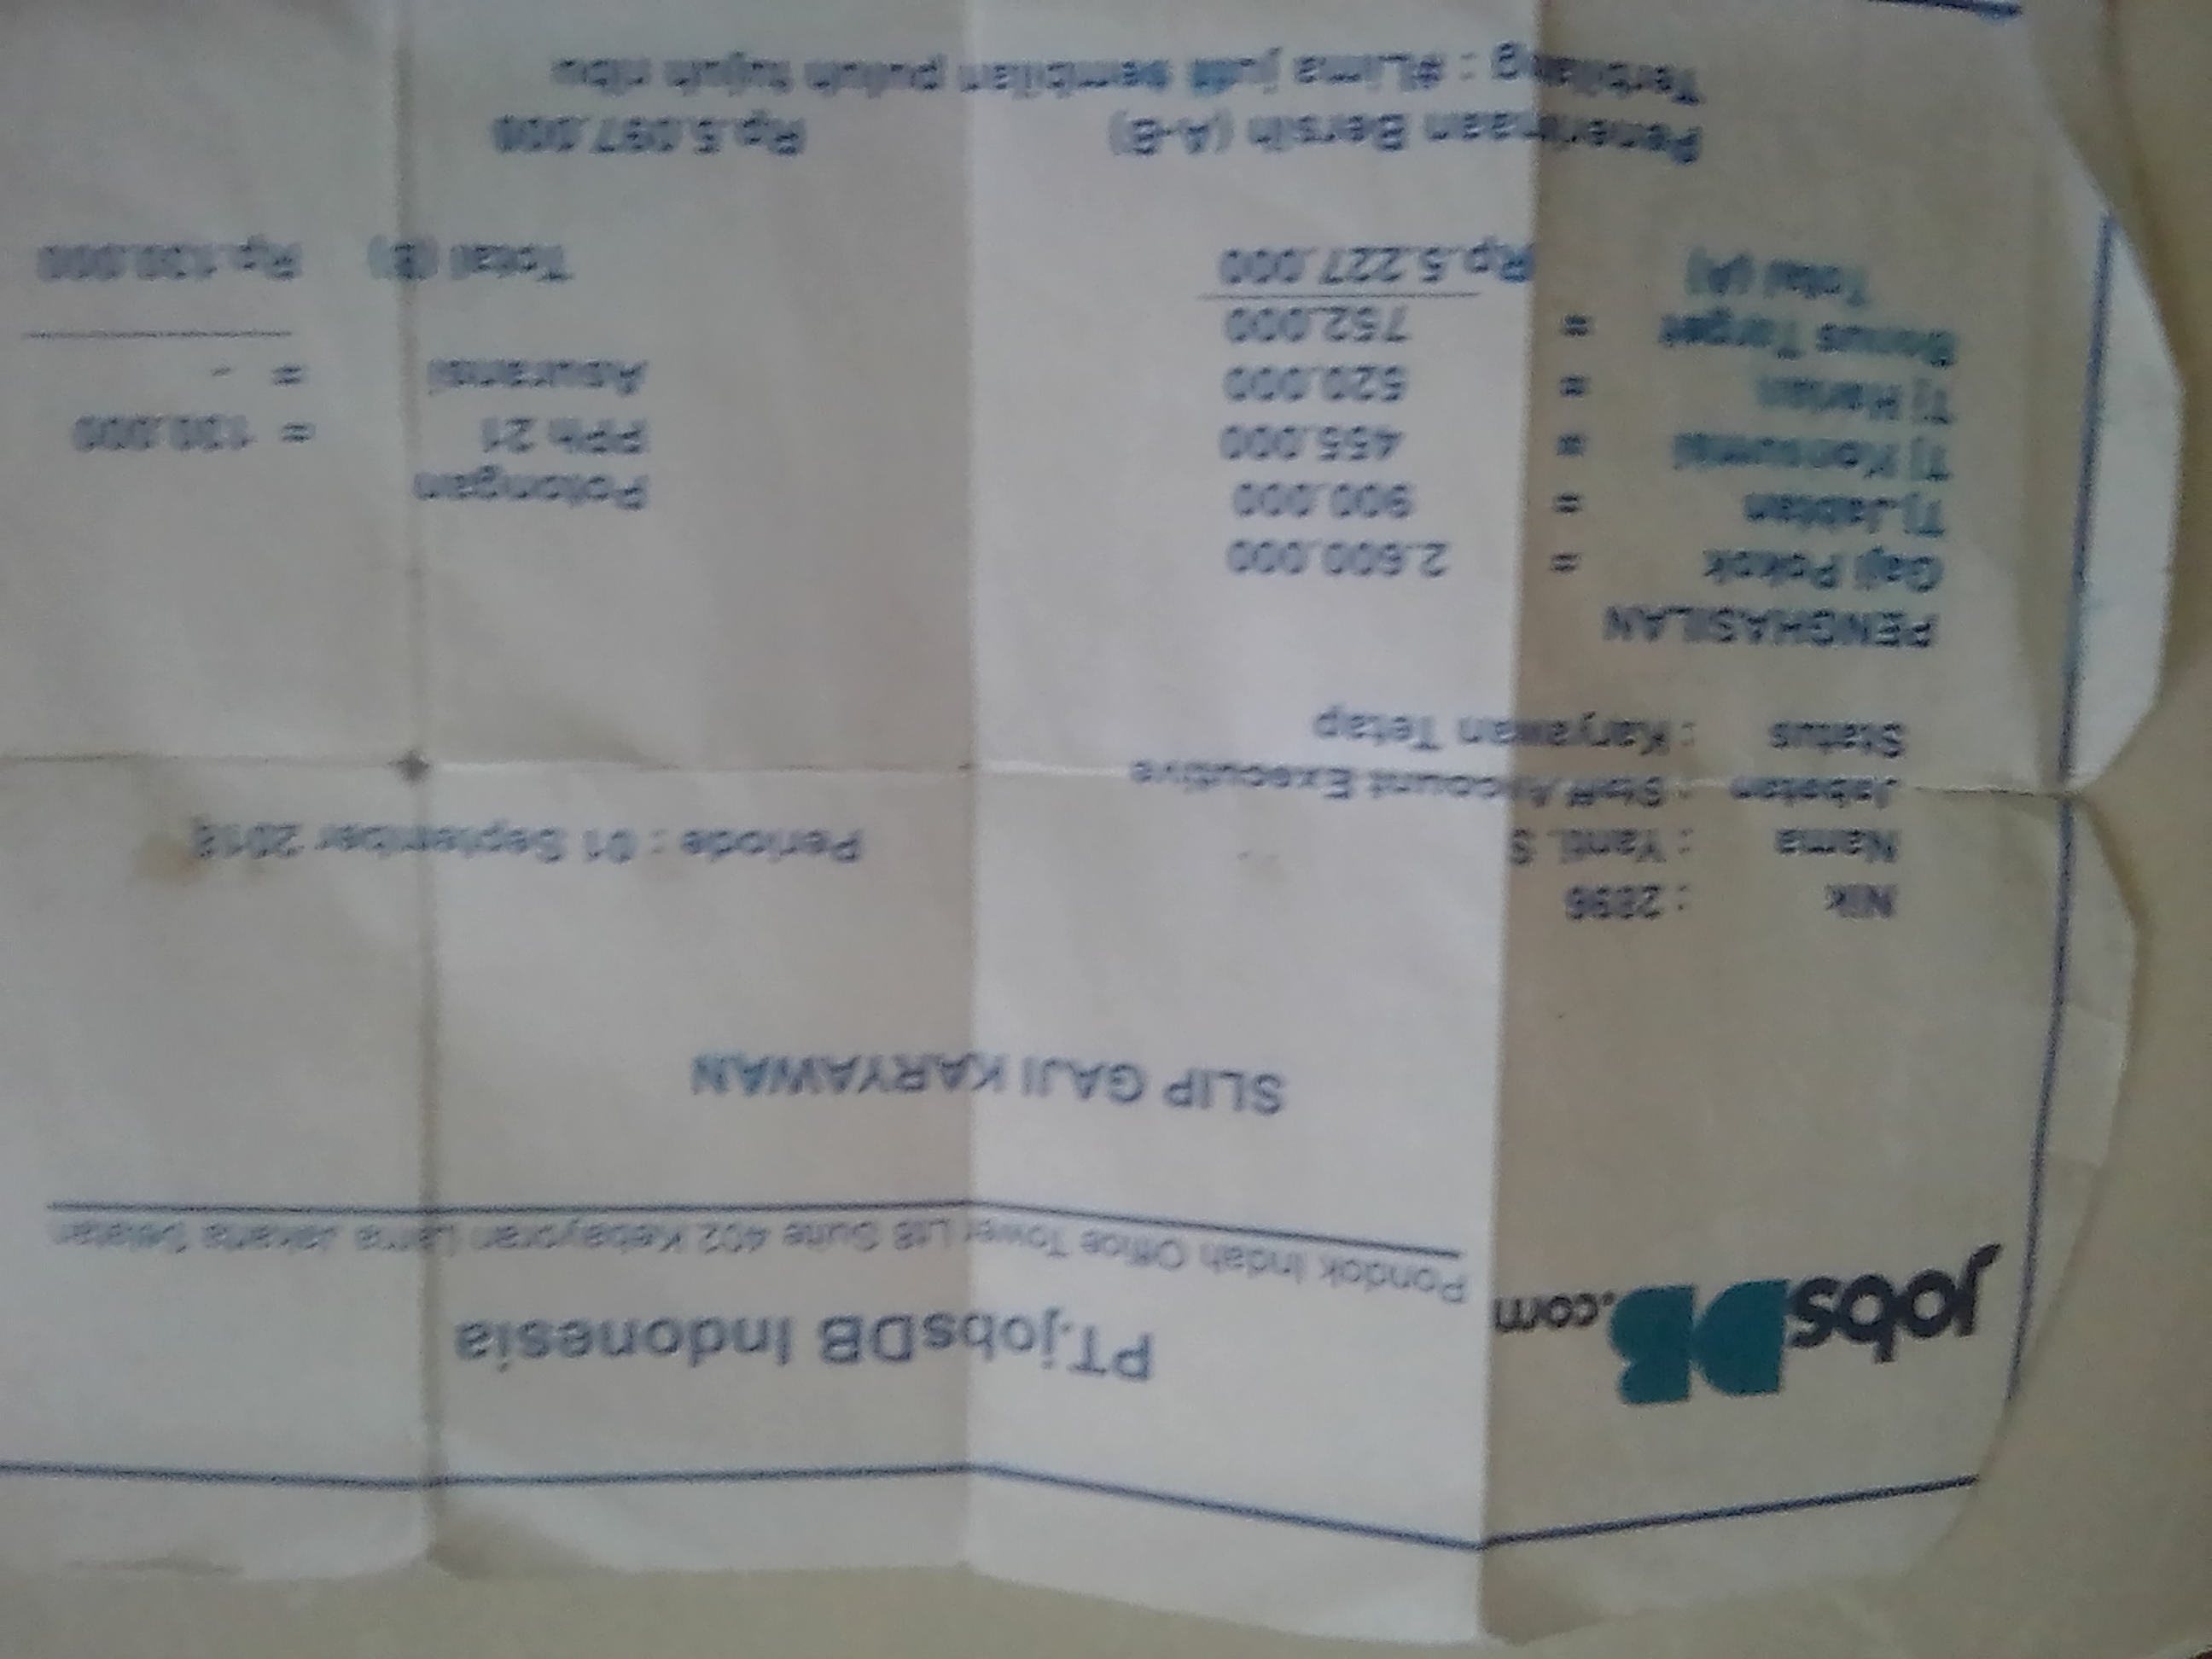 jobsDB.com
PT.jobsDB Indonesia
Pondok Indah Office Tower Lt8 Suite 402 Kebayoran Lama Jakarta Selatan
SLIP GAJI KARYAWAN
Nik : 2896
Nama : Yanti. S Periode : 01 September 2013
Jabatan : Staff Account Executive
Status : Karyawan Tetap
PENGHASILAN
Gaji Pokok = 2.600.000 Potongan
Tj.Jabtan = 900.000 PPh 21 = 130.000
Tj Konsumsi = 455.000 Asuransi = -
Tj Harian = 520.000
Bonus Target = 752.000
Total (A) Rp.5.227.000 Total (B) Rp.130.000
Penerimaan Bersih (A-B) Rp.5.097.000
Terbilang : #Lima juta sembilan puluh tujuh ribu